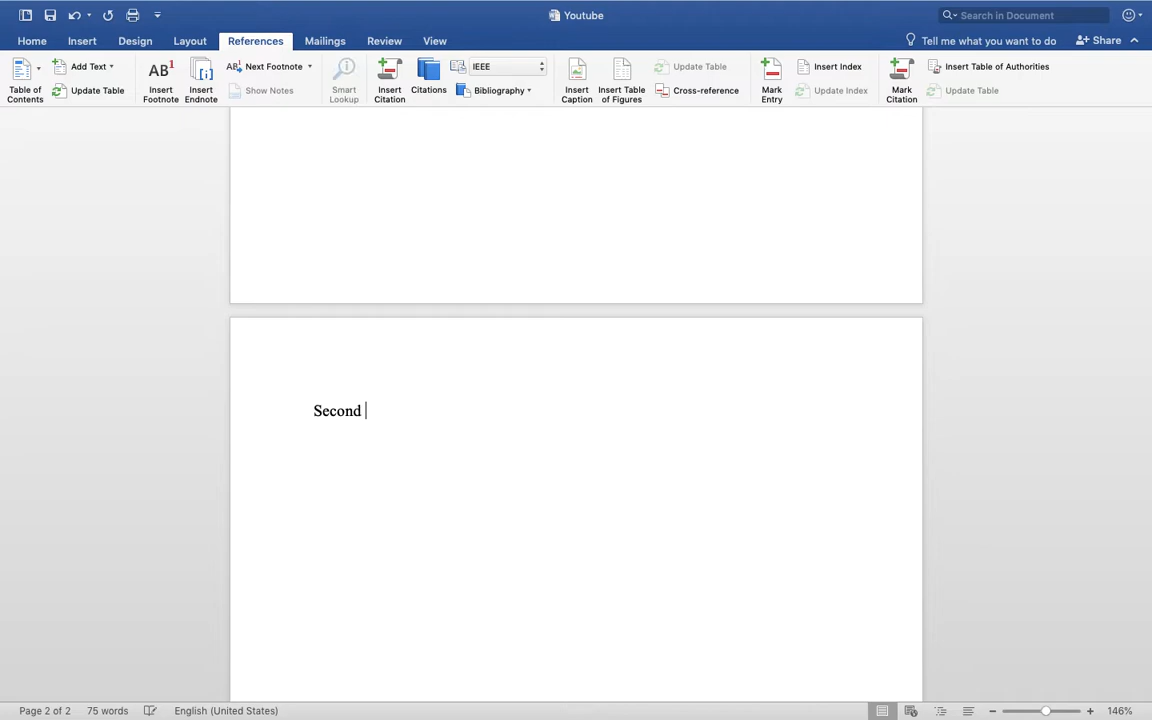 Youtube
Search in Document
Home Insert Design Layout References Mailings Review View
Tell me what you want to do
Share
Table of Contents
Add Text
Update Table
AB1
Insert Footnote
Insert Endnote
AB1 Next Footnote
Show Notes
Smart Lookup
Insert Citation
Citations
IEEE
Bibliography
Insert Caption
Insert Table of Figures
Update Table
Cross-reference
Mark Entry
Insert Index
Update Index
Mark Citation
Insert Table of Authorities
Update Table
Second
Page 2 of 2 75 words English (United States) 146%